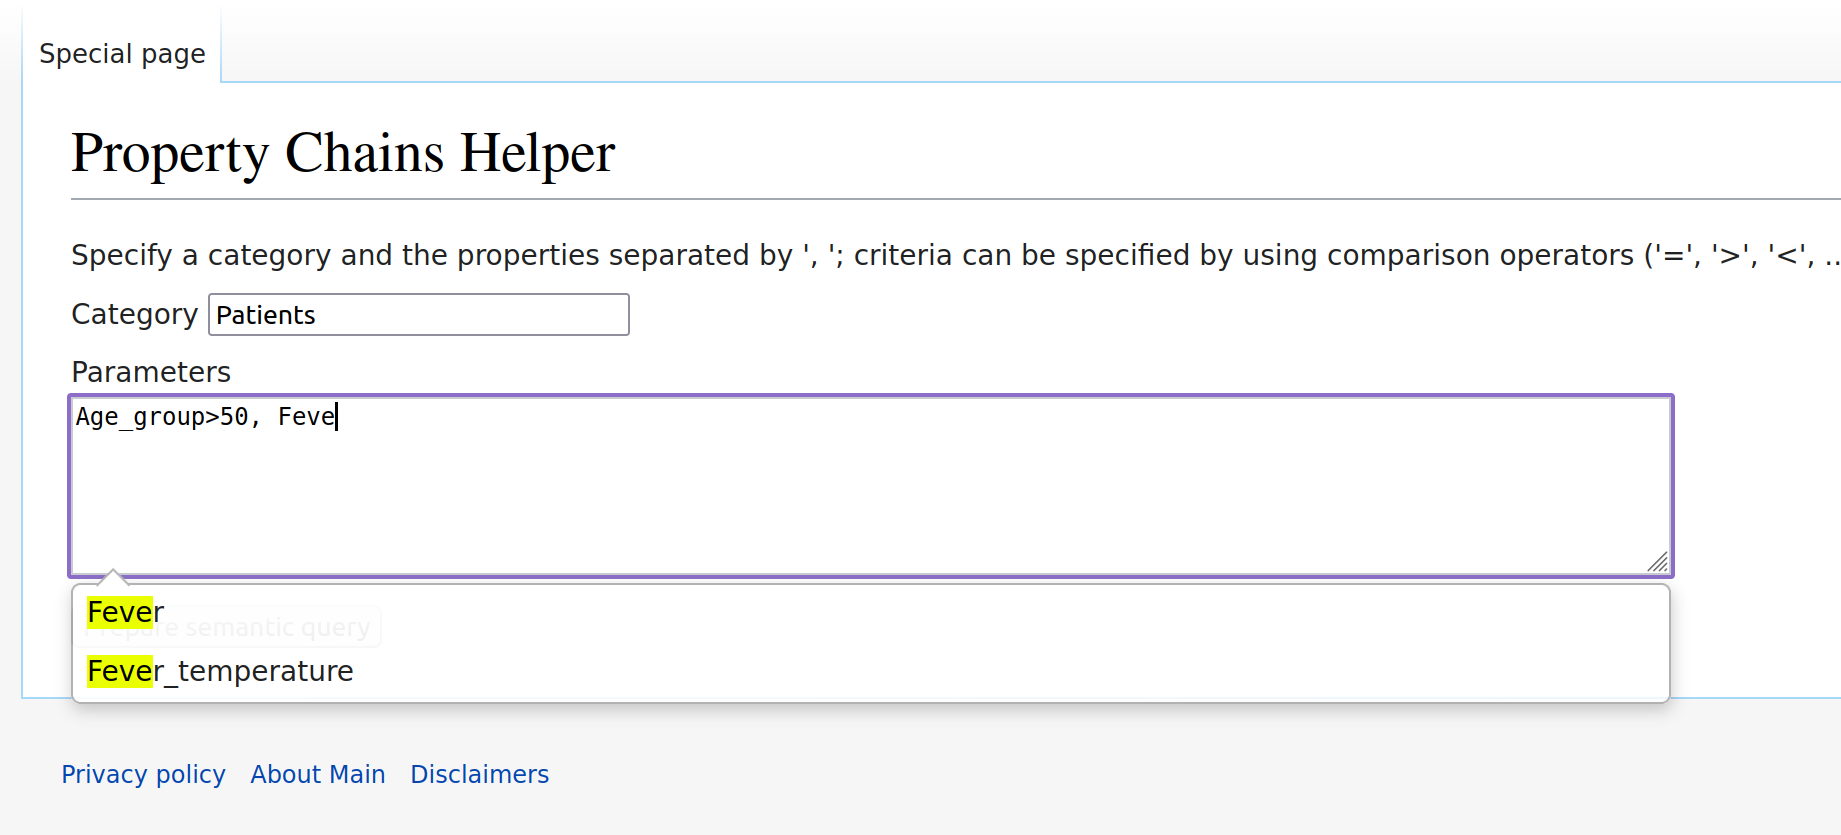 Special page
Property Chains Helper
Specify a category and the properties separated by ', '; criteria can be specified by using comparison operators ('=', '>', '<', ..
Category Patients
Parameters
Age_group>50, Feve
Fever
Prepare semantic query
Fever_temperature
Privacy policy About Main Disclaimers